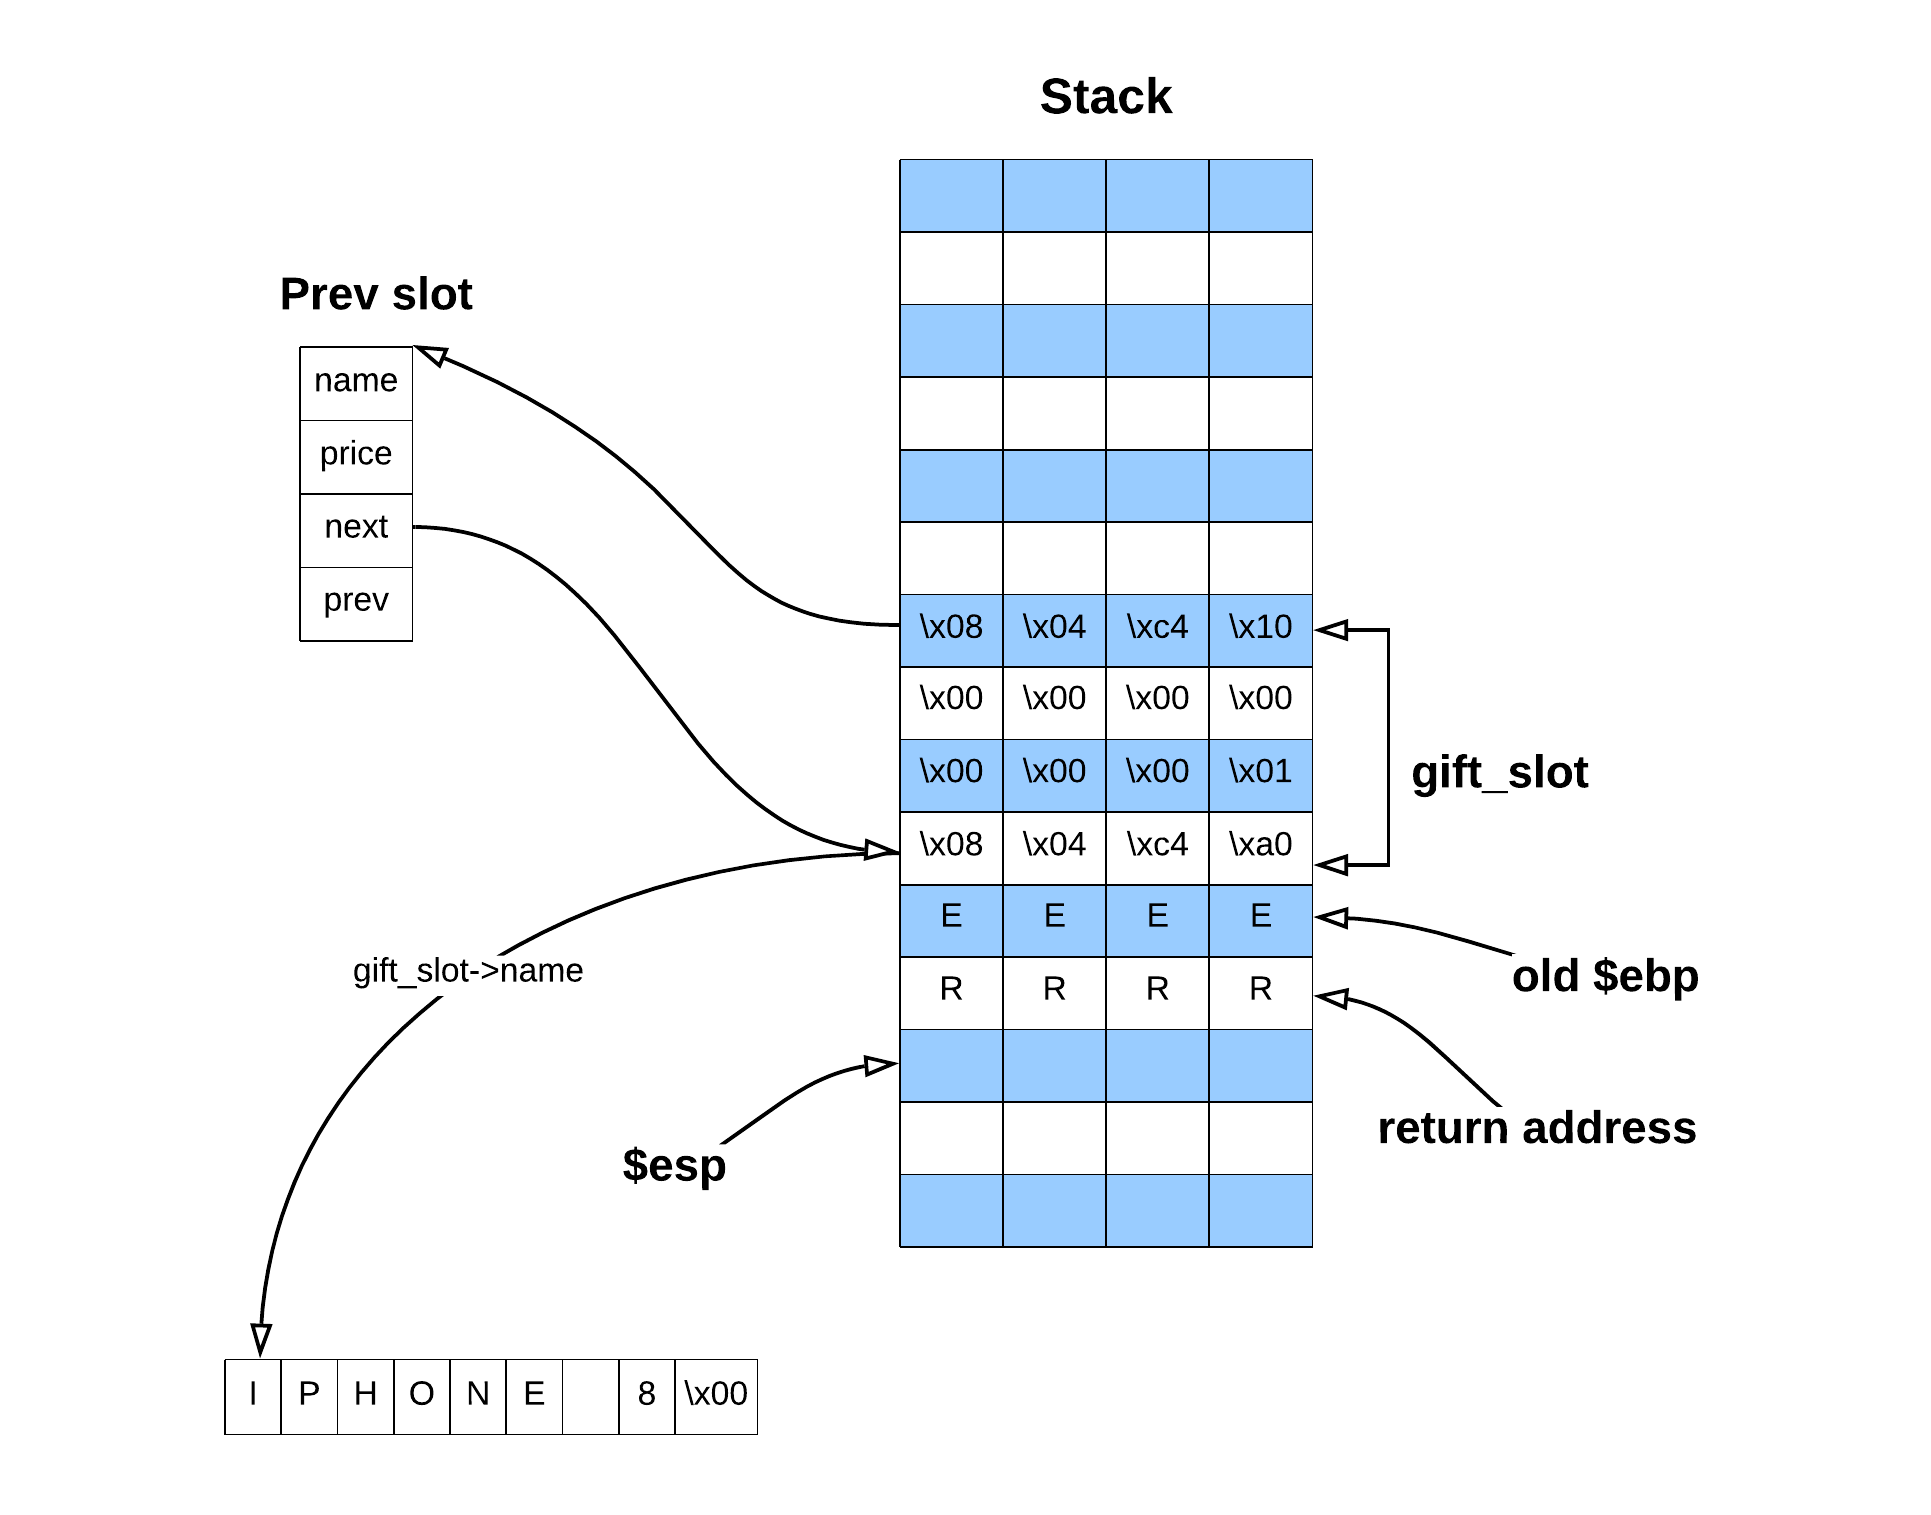 Stack
Prev slot
name
price
next
prev
\x08 \x04 \xc4 \x10
\x00 \x00 \x00 \x00
\x00 \x00 \x00 \x01
gift_slot
\x08 \x04 \xc4 \xa0
E E E E
gift_slot->name
old $ebp
R R R R
return address
$esp
I P H O N E 8 \x00